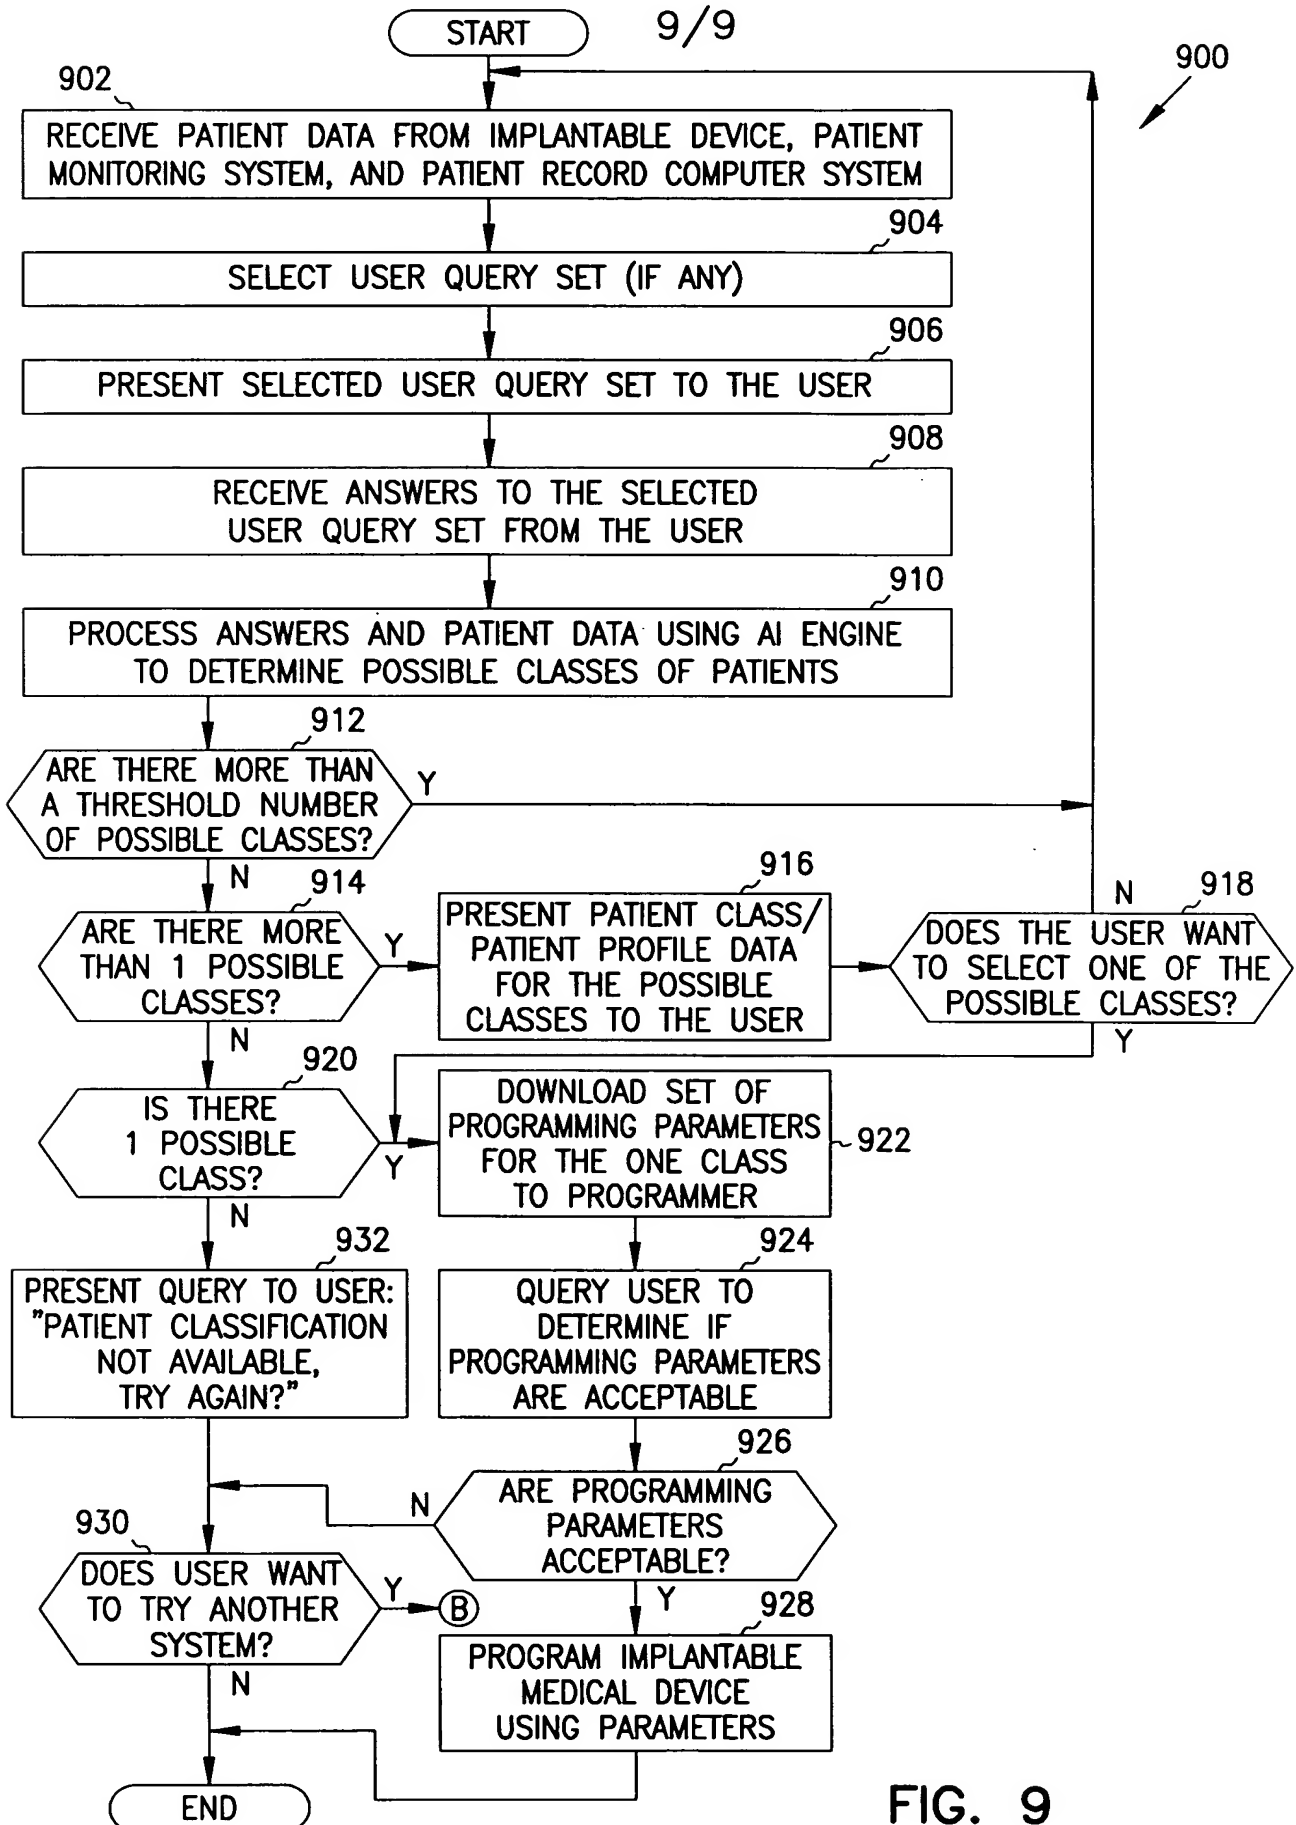 START
9/9
900
902
RECEIVE PATIENT DATA FROM IMPLANTABLE DEVICE, PATIENT
MONITORING SYSTEM, AND PATIENT RECORD COMPUTER SYSTEM
904
SELECT USER QUERY SET (IF ANY)
906
PRESENT SELECTED USER QUERY SET TO THE USER
908
RECEIVE ANSWERS TO THE SELECTED
USER QUERY SET FROM THE USER
910
PROCESS ANSWERS AND PATIENT DATA USING AI ENGINE
TO DETERMINE POSSIBLE CLASSES OF PATIENTS
912
ARE THERE MORE THAN
A THRESHOLD NUMBER
OF POSSIBLE CLASSES?
Y
N
914
ARE THERE MORE
THAN 1 POSSIBLE
CLASSES?
Y
N
916
PRESENT PATIENT CLASS/
PATIENT PROFILE DATA
FOR THE POSSIBLE
CLASSES TO THE USER
N
918
DOES THE USER WANT
TO SELECT ONE OF THE
POSSIBLE CLASSES?
Y
920
IS THERE
1 POSSIBLE
CLASS?
Y
N
DOWNLOAD SET OF
PROGRAMMING PARAMETERS
FOR THE ONE CLASS
TO PROGRAMMER
922
932
PRESENT QUERY TO USER:
"PATIENT CLASSIFICATION
NOT AVAILABLE,
TRY AGAIN?"
924
QUERY USER TO
DETERMINE IF
PROGRAMMING PARAMETERS
ARE ACCEPTABLE
926
ARE PROGRAMMING
PARAMETERS
ACCEPTABLE?
N
Y
930
DOES USER WANT
TO TRY ANOTHER
SYSTEM?
Y
B
N
928
PROGRAM IMPLANTABLE
MEDICAL DEVICE
USING PARAMETERS
END
FIG. 9